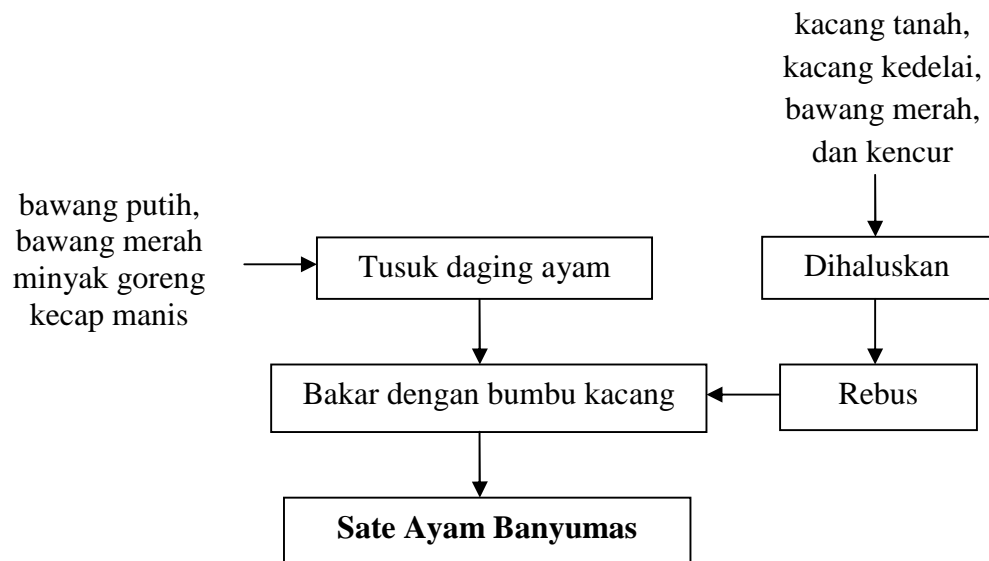 kacang tanah,
kacang kedelai,
bawang merah,
dan kencur
bawang putih,
bawang merah
minyak goreng
kecap manis
Tusuk daging ayam
Dihaluskan
Bakar dengan bumbu kacang
Rebus
Sate Ayam Banyumas